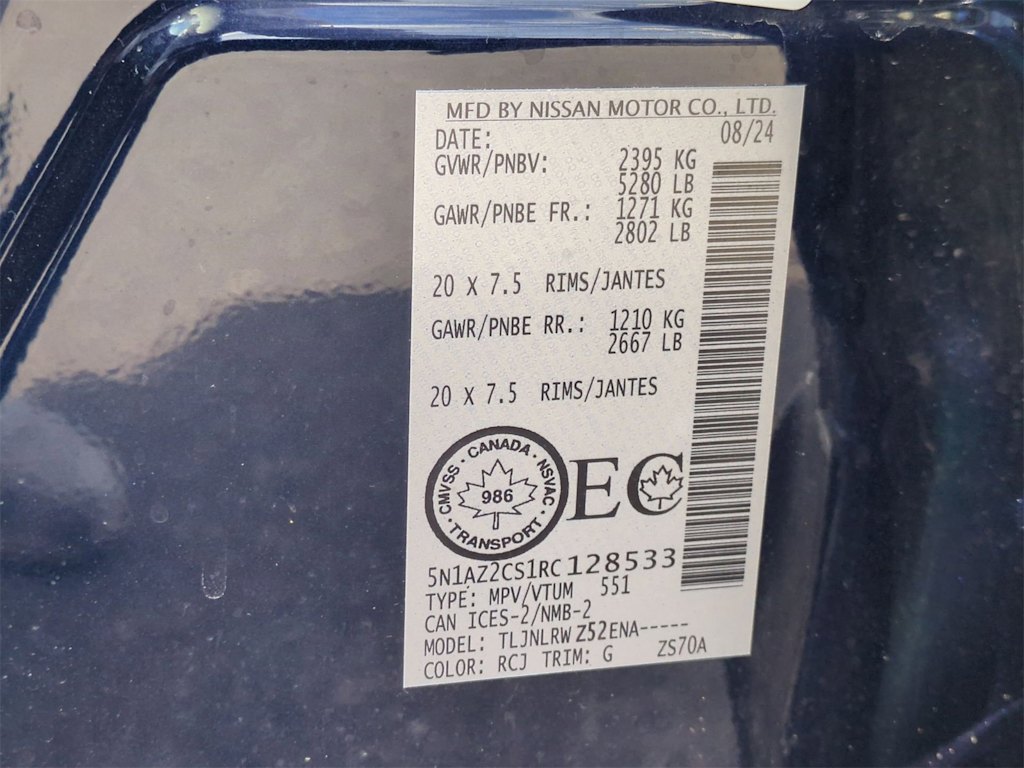 MFD BY NISSAN MOTOR CO., LTD.
DATE: 08/24
GVWR/PNBV: 2395 KG
5280 LB
GAWR/PNBE FR.: 1271 KG
2802 LB
20 X 7.5 RIMS/JANTES
GAWR/PNBE RR.: 1210 KG
2667 LB
20 X 7.5 RIMS/JANTES
CANADA · NSVAC · TRANSPORT · CMVSS ·
986
EC
5N1AZ2CS1RC128533
TYPE: MPV/VTUM 551
CAN ICES-2/NMB-2
MODEL: TLJNLRWZ52ENA-----
COLOR: RCJ TRIM: G ZS70A